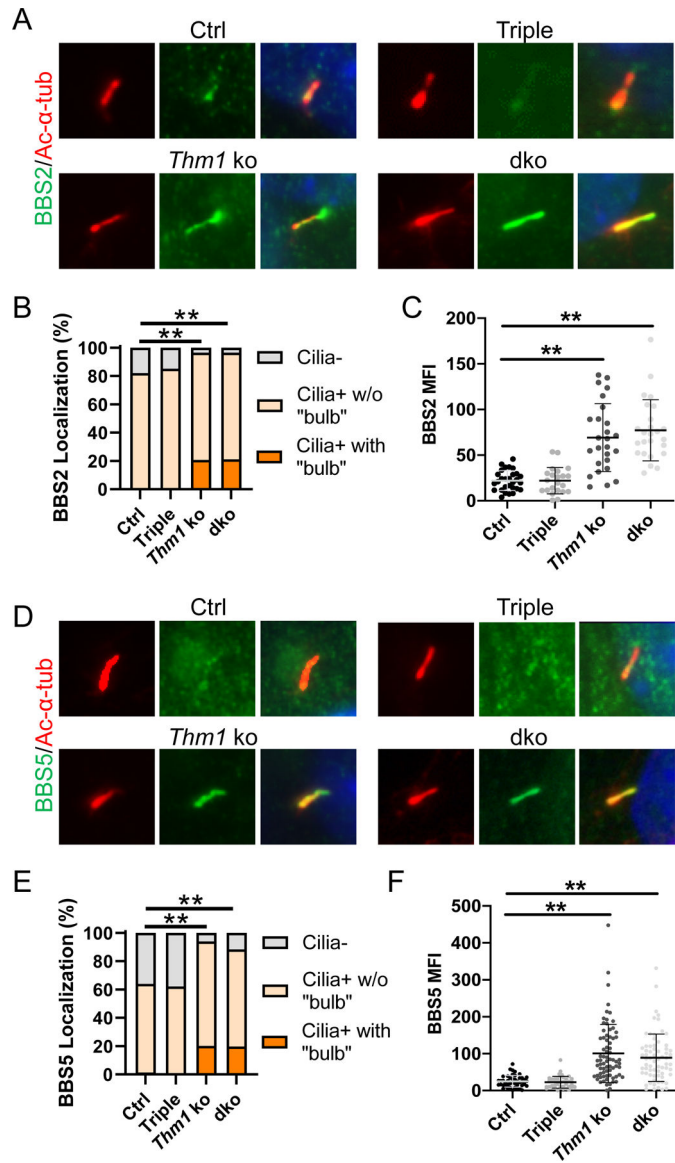 A
Ctrl
Triple
BBS2/Ac-α-tub
Thm1 ko
dko
B
**
**
BBS2 Localization (%)
100
80
60
40
20
0
Ctrl
Triple
Thm1 ko
dko
Cilia-
Cilia+ w/o
"bulb"
Cilia+ with
"bulb"
C
**
**
BBS2 MFI
200
150
100
50
0
Ctrl
Triple
Thm1 ko
dko
D
Ctrl
Triple
BBS5/Ac-α-tub
Thm1 ko
dko
E
**
**
BBS5 Localization (%)
100
80
60
40
20
0
Ctrl
Triple
Thm1 ko
dko
Cilia-
Cilia+ w/o
"bulb"
Cilia+ with
"bulb"
F
**
**
BBS5 MFI
500
400
300
200
100
0
Ctrl
Triple
Thm1 ko
dko